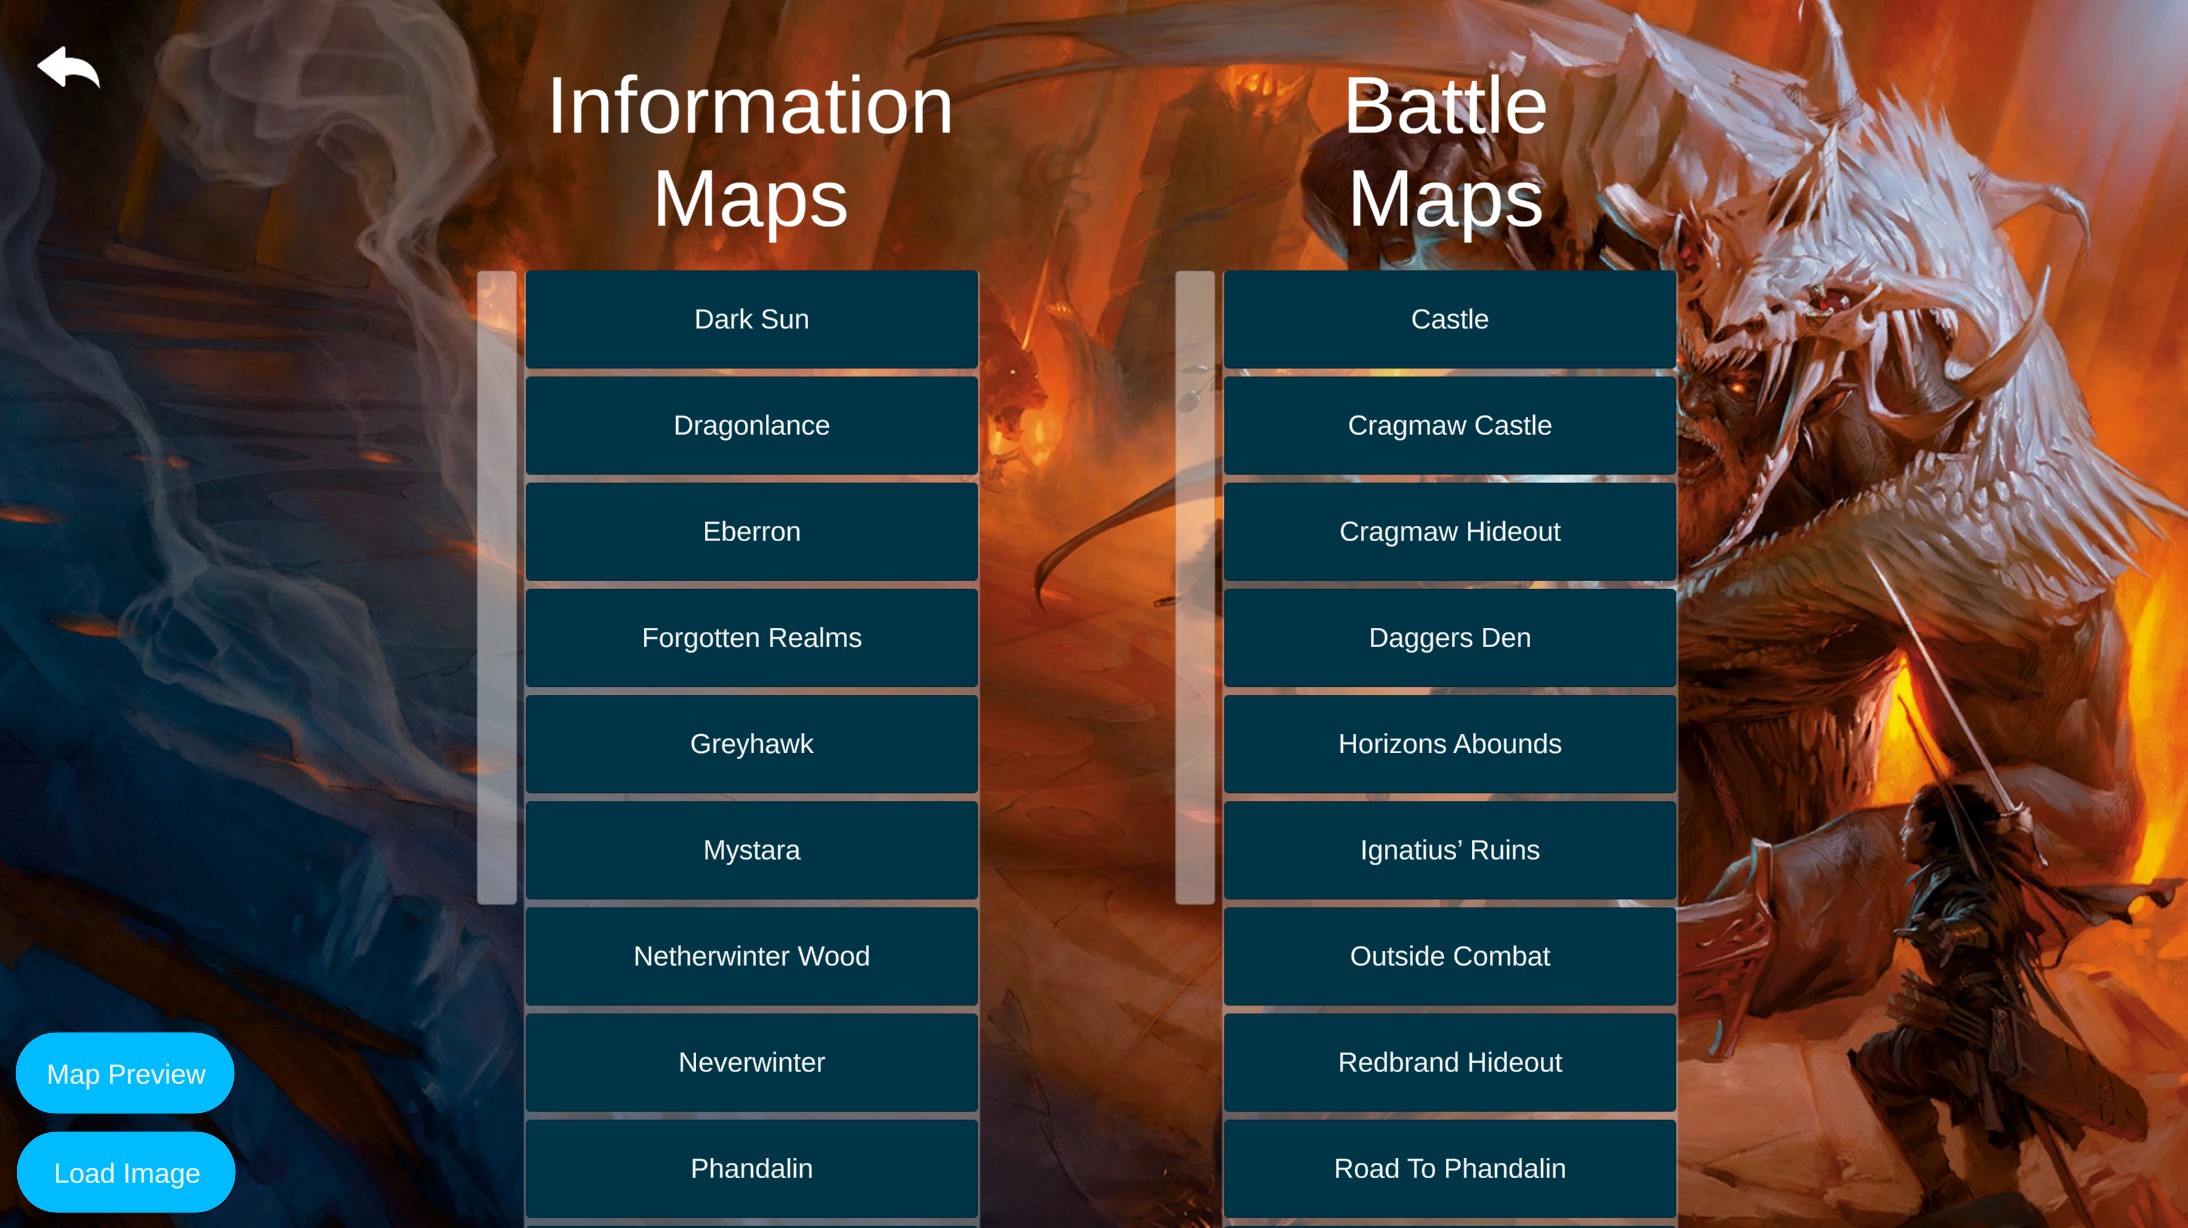 Information
Maps
Dark Sun
Dragonlance
Eberron
Forgotten Realms
Greyhawk
Mystara
Netherwinter Wood
Neverwinter
Phandalin
Battle
Maps
Castle
Cragmaw Castle
Cragmaw Hideout
Daggers Den
Horizons Abounds
Ignatius’ Ruins
Outside Combat
Redbrand Hideout
Road To Phandalin
Map Preview
Load Image